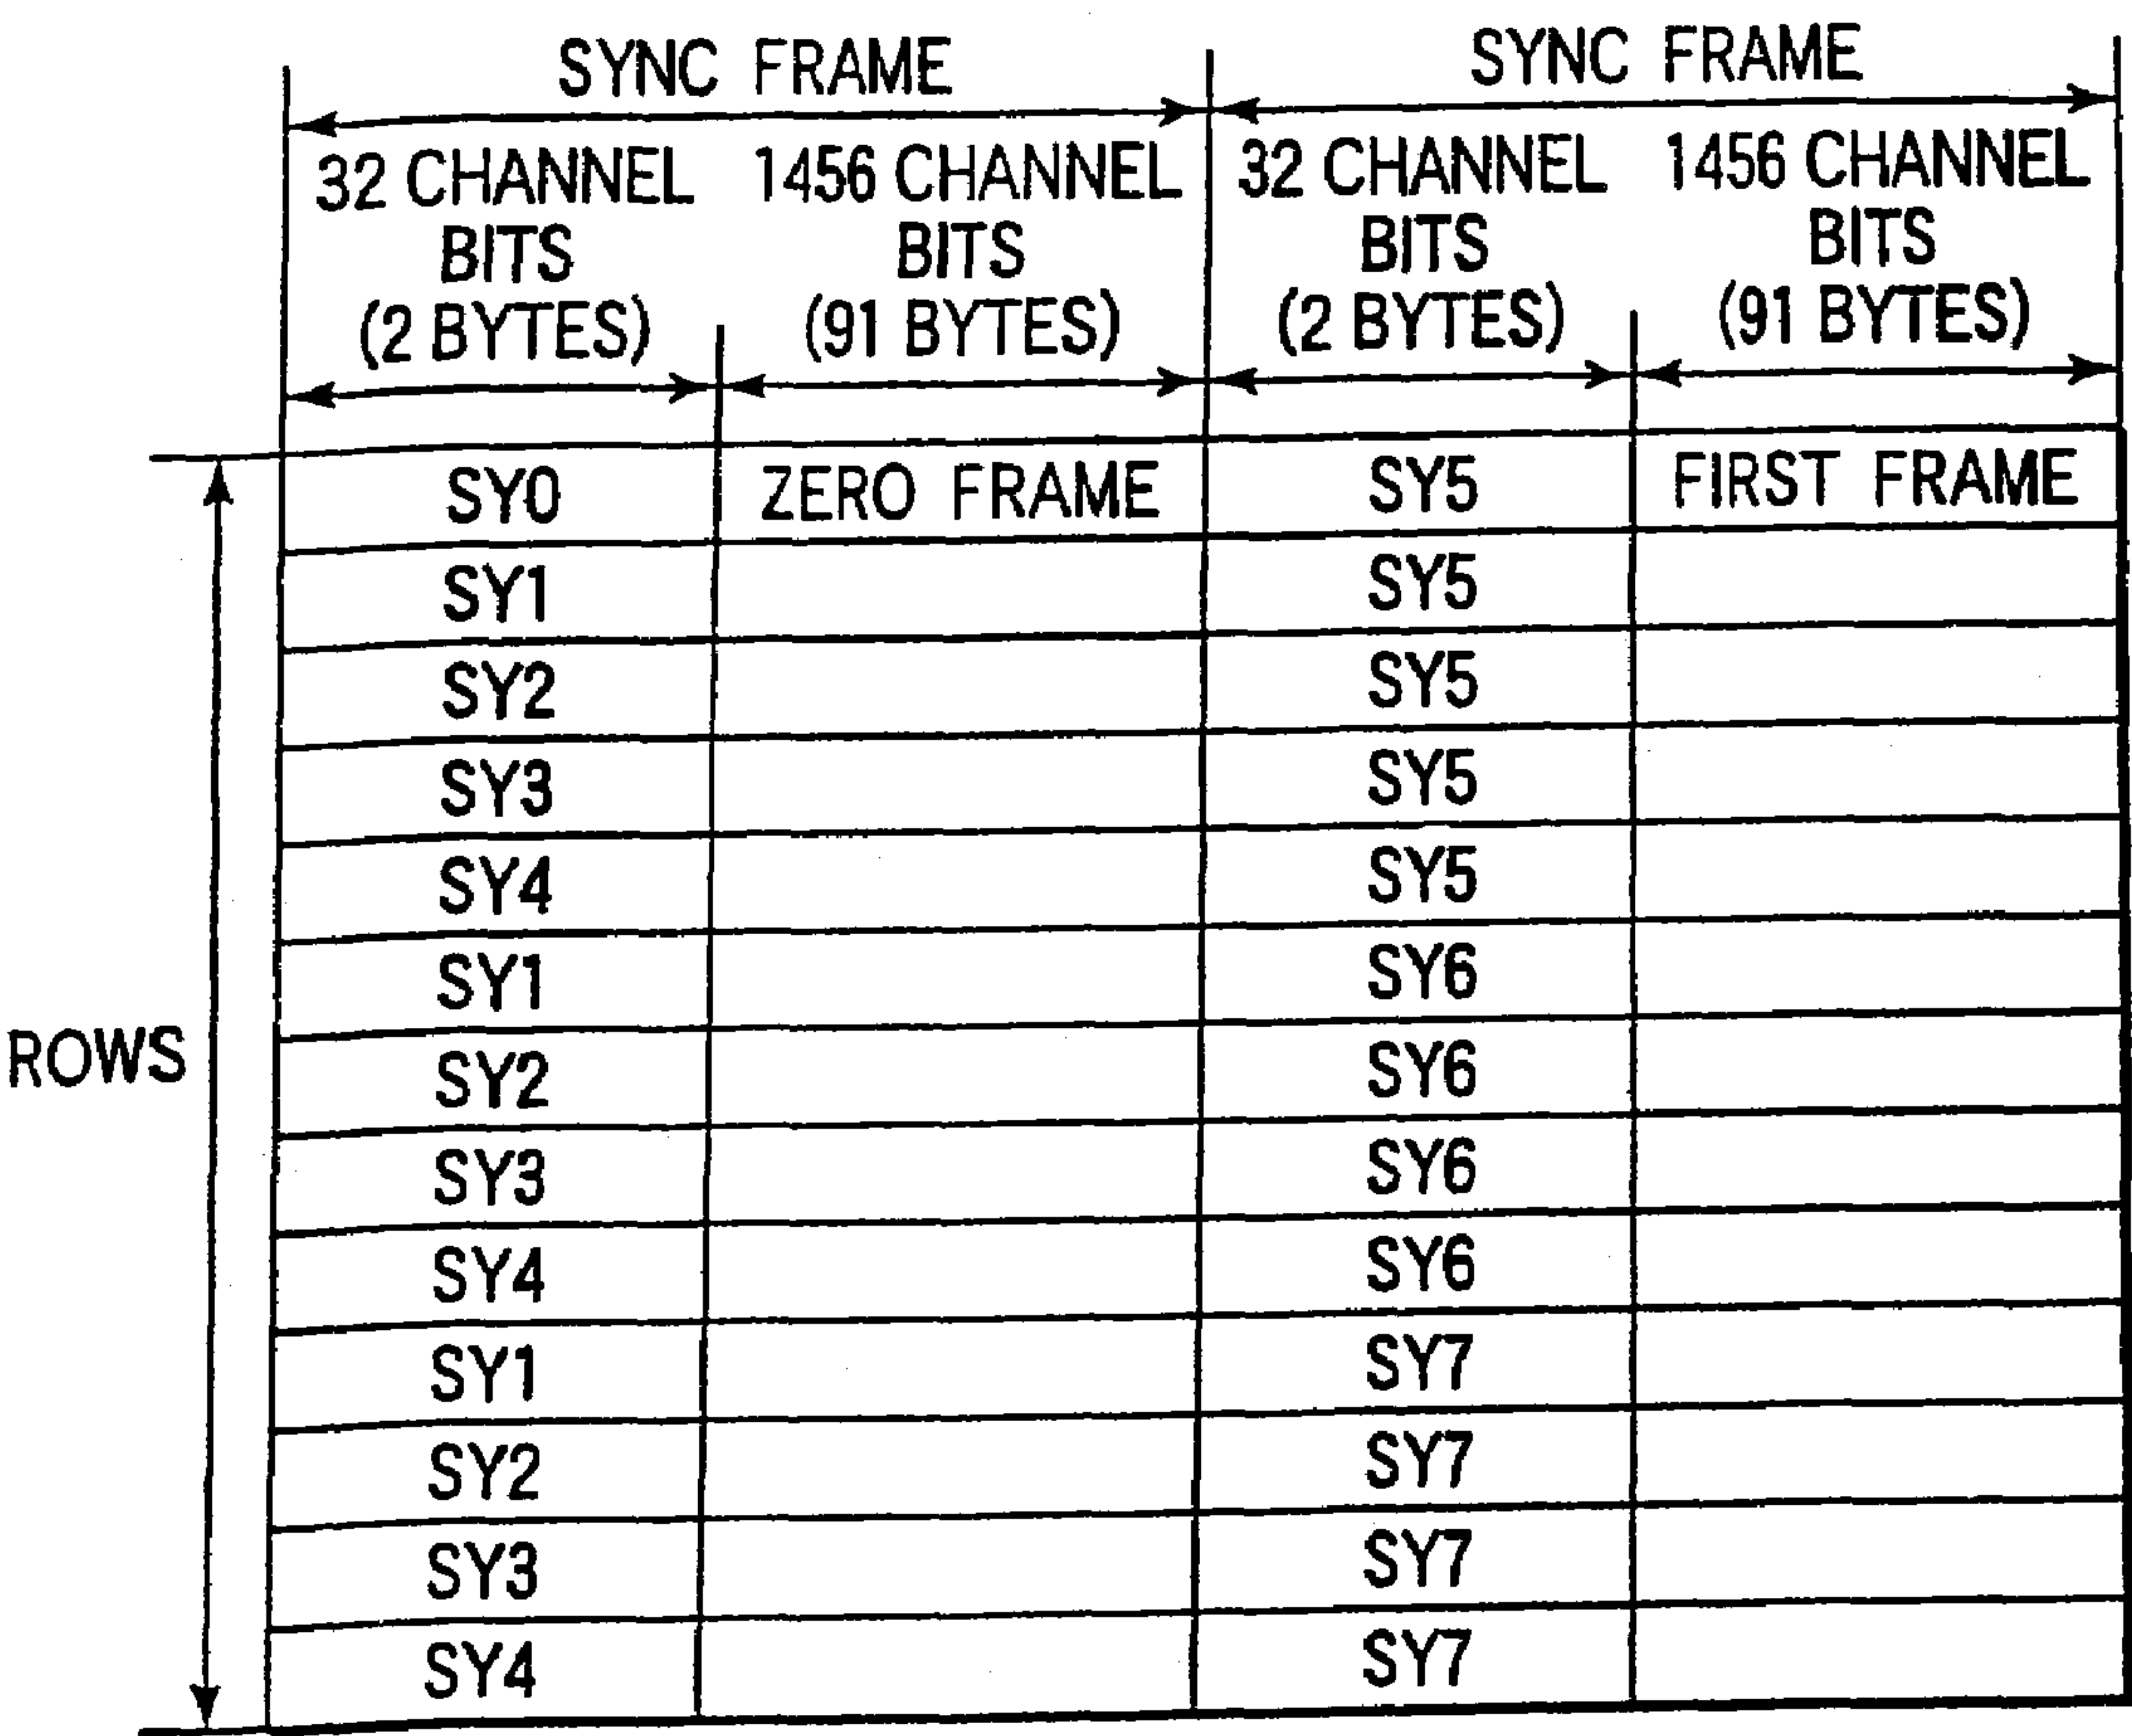 SYNC FRAME SYNC FRAME
32 CHANNEL BITS (2 BYTES) 1456 CHANNEL BITS (91 BYTES) 32 CHANNEL BITS (2 BYTES) 1456 CHANNEL BITS (91 BYTES)
SY0 ZERO FRAME SY5 FIRST FRAME
SY1 SY5
SY2 SY5
SY3 SY5
SY4 SY5
SY1 SY6
ROWS SY2 SY6
SY3 SY6
SY4 SY6
SY1 SY7
SY2 SY7
SY3 SY7
SY4 SY7